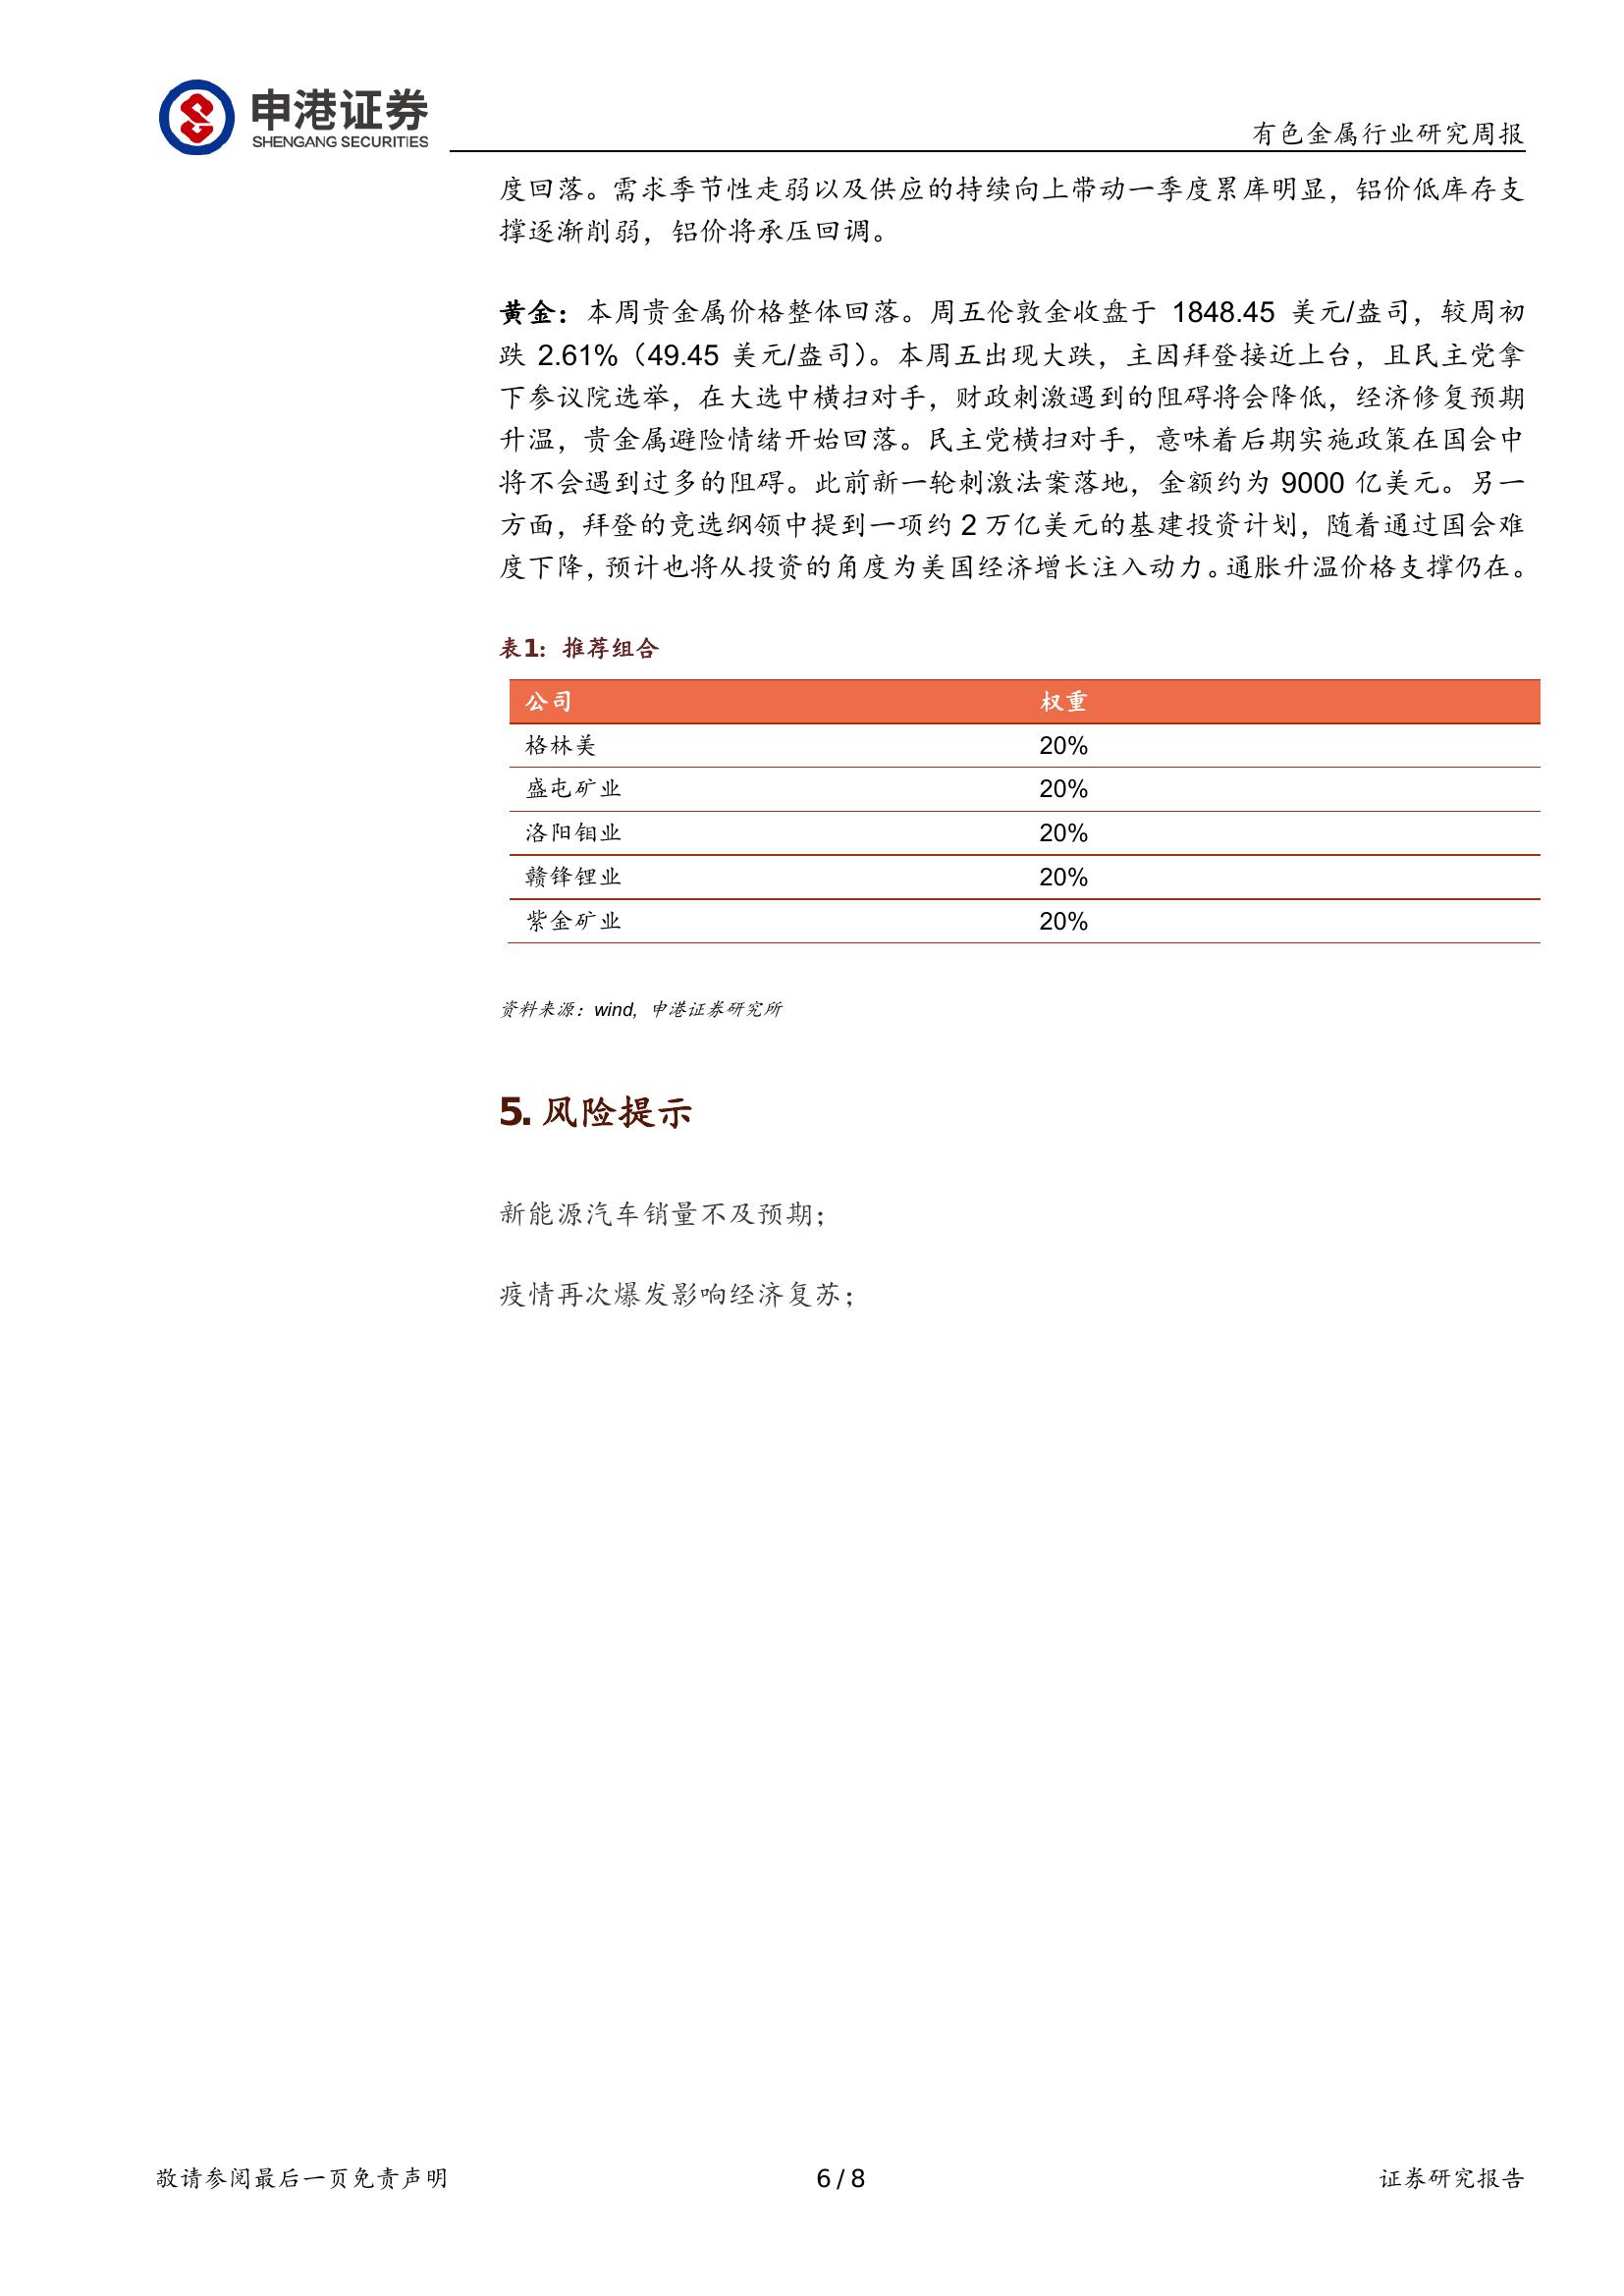 申港证券
SHENGANG SECURITIES
有色金属行业研究周报
度回落。需求季节性走弱以及供应的持续向上带动一季度累库明显，铝价低库存支
撑逐渐削弱，铝价将承压回调。
黄金：本周贵金属价格整体回落。周五伦敦金收盘于 1848.45 美元/盎司，较周初
跌 2.61%（49.45 美元/盎司）。本周五出现大跌，主因拜登接近上台，且民主党拿
下参议院选举，在大选中横扫对手，财政刺激遇到的阻碍将会降低，经济修复预期
升温，贵金属避险情绪开始回落。民主党横扫对手，意味着后期实施政策在国会中
将不会遇到过多的阻碍。此前新一轮刺激法案落地，金额约为 9000 亿美元。另一
方面，拜登的竞选纲领中提到一项约 2 万亿美元的基建投资计划，随着通过国会难
度下降，预计也将从投资的角度为美国经济增长注入动力。通胀升温价格支撑仍在。
表1：推荐组合
公司 权重
格林美 20%
盛屯矿业 20%
洛阳钼业 20%
赣锋锂业 20%
紫金矿业 20%
资料来源：wind，申港证券研究所
5. 风险提示
新能源汽车销量不及预期；
疫情再次爆发影响经济复苏；
敬请参阅最后一页免责声明 6 / 8 证券研究报告